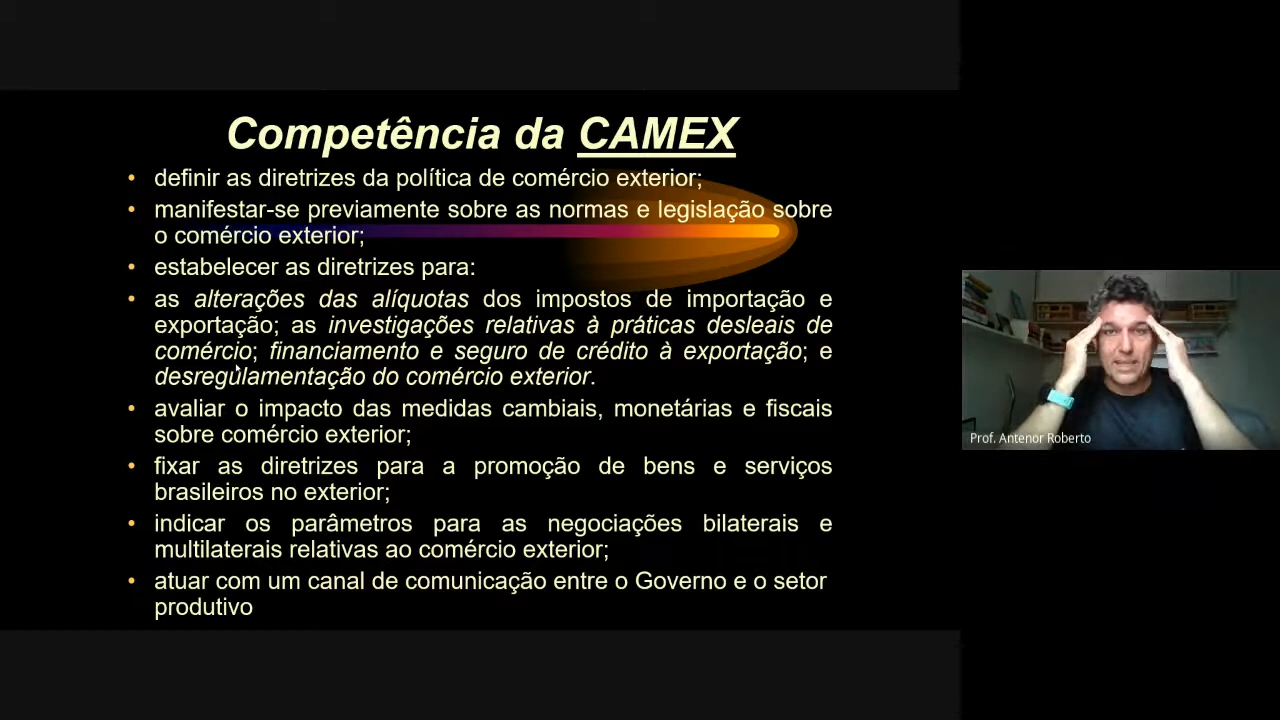 Competência da CAMEX
• definir as diretrizes da política de comércio exterior;
• manifestar-se previamente sobre as normas e legislação sobre
o comércio exterior;
• estabelecer as diretrizes para:
• as alterações das alíquotas dos impostos de importação e
exportação; as investigações relativas à práticas desleais de
comércio; financiamento e seguro de crédito à exportação; e
desregulamentação do comércio exterior.
• avaliar o impacto das medidas cambiais, monetárias e fiscais
sobre comércio exterior;
• fixar as diretrizes para a promoção de bens e serviços
brasileiros no exterior;
• indicar os parâmetros para as negociações bilaterais e
multilaterais relativas ao comércio exterior;
• atuar com um canal de comunicação entre o Governo e o setor
produtivo
Prof. Antenor Roberto